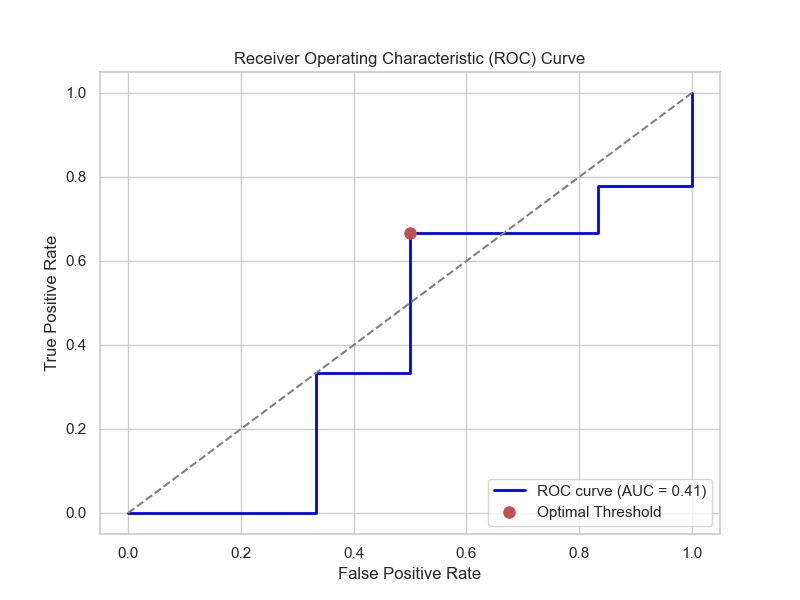 Receiver Operating Characteristic (ROC) Curve
True Positive Rate
1.0
0.8
0.6
0.4
0.2
0.0
ROC curve (AUC = 0.41)
Optimal Threshold
0.0 0.2 0.4 0.6 0.8 1.0
False Positive Rate